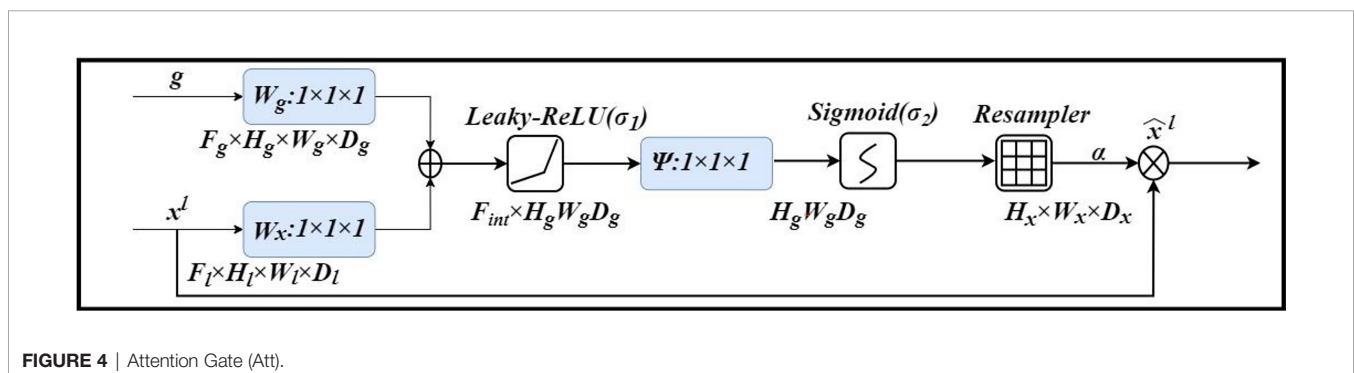 g
W_g:1×1×1
F_g×H_g×W_g×D_g
x^l
W_x:1×1×1
F_l×H_l×W_l×D_l
Leaky-ReLU(σ_1)
F_int×H_gW_gD_g
Ψ:1×1×1
Sigmoid(σ_2)
H_gW_gD_g
Resampler
H_x×W_x×D_x
α
x̂^l
FIGURE 4 | Attention Gate (Att).